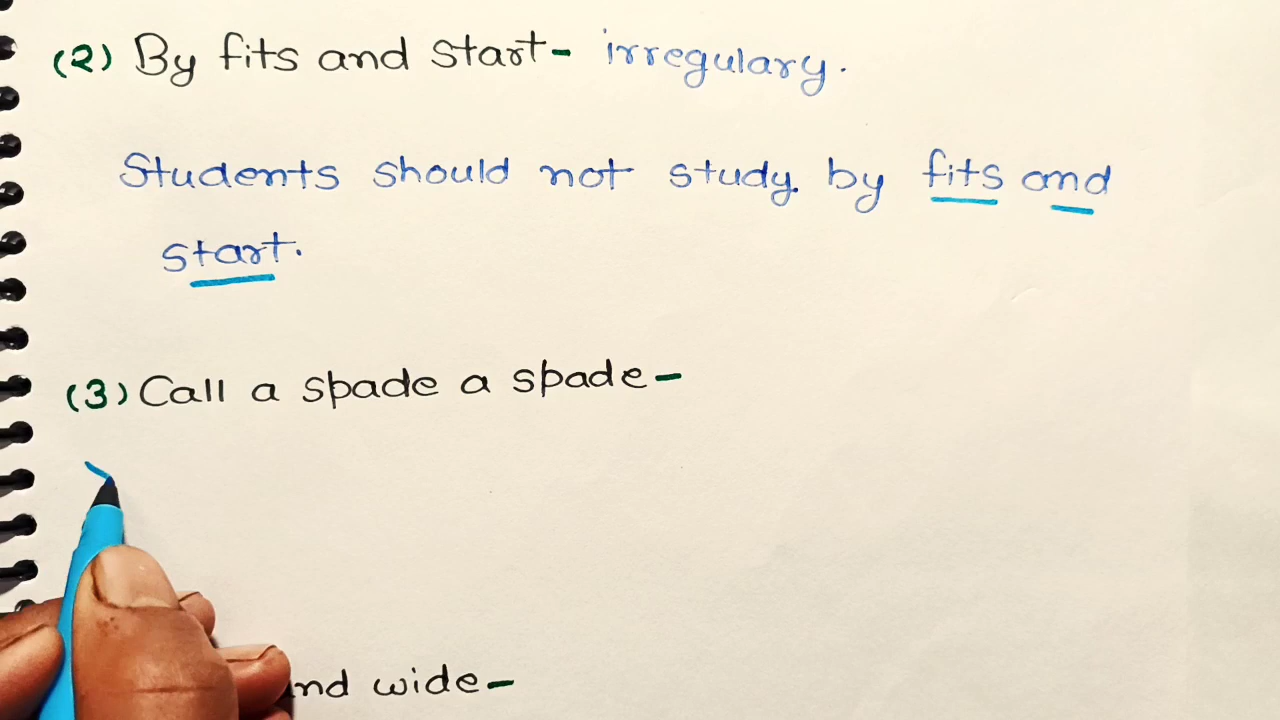 (2) By fits and start- irregulary.
Students should not study by fits and
start.
(3) Call a spade a spade-
and wide-